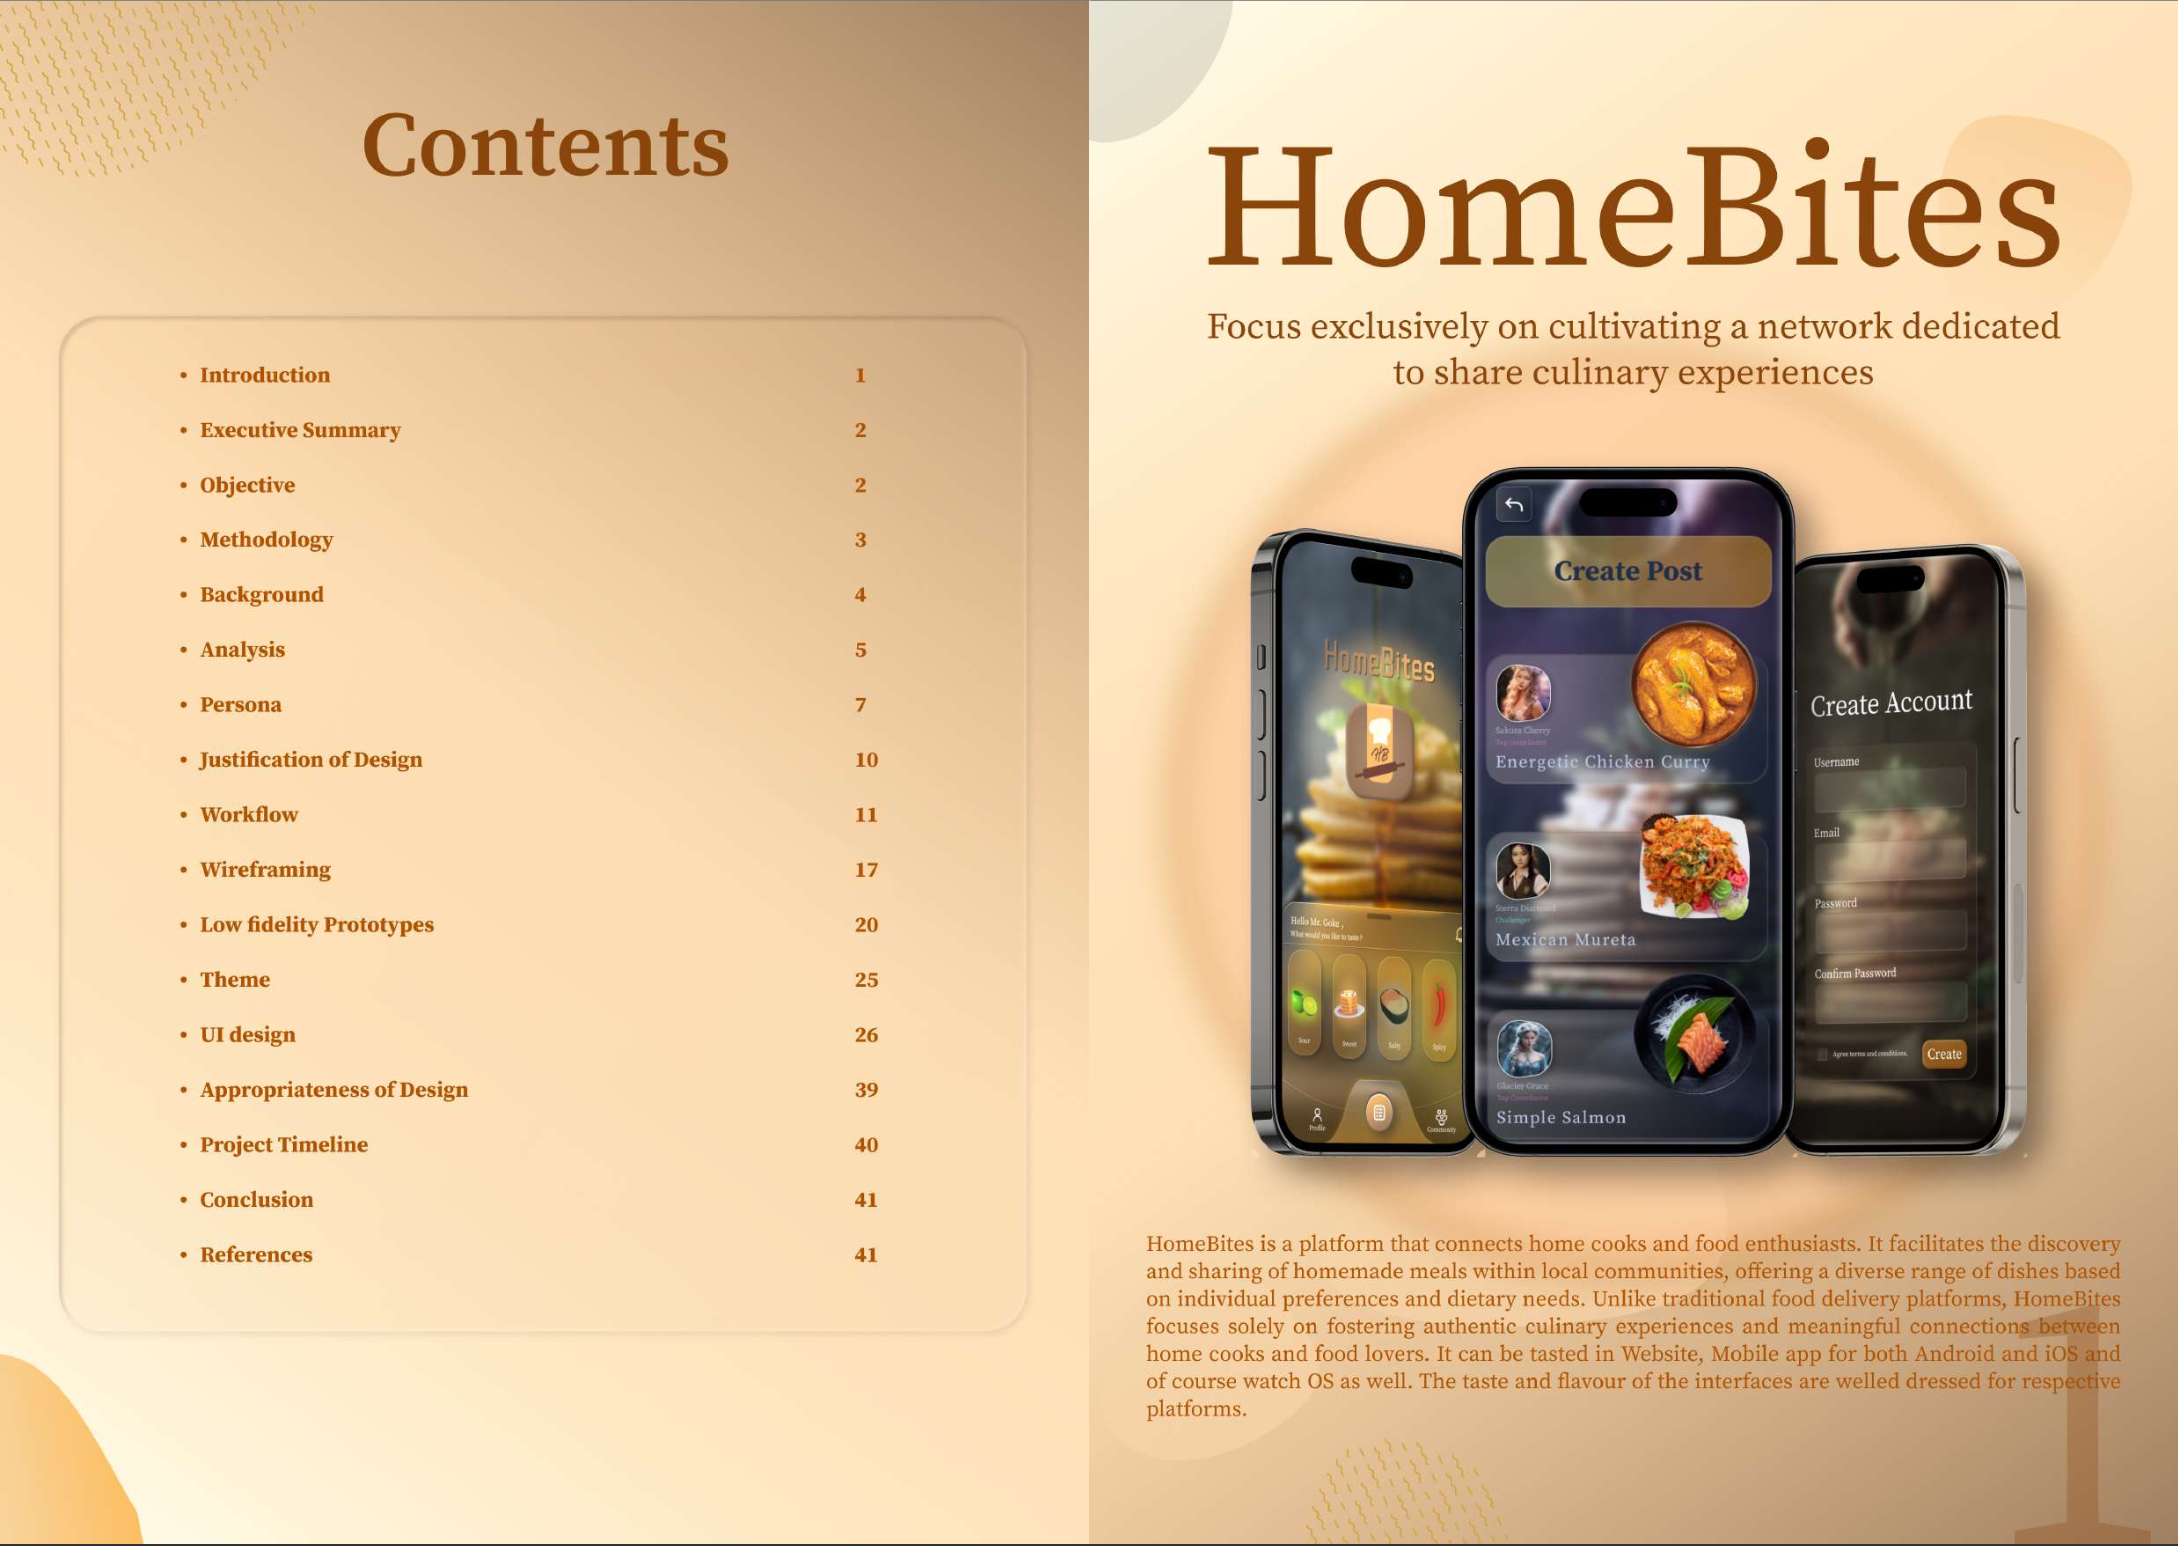 Contents
• Introduction 1
• Executive Summary 2
• Objective 2
• Methodology 3
• Background 4
• Analysis 5
• Persona 7
• Justification of Design 10
• Workflow 11
• Wireframing 17
• Low fidelity Prototypes 20
• Theme 25
• UI design 26
• Appropriateness of Design 39
• Project Timeline 40
• Conclusion 41
• References 41
HomeBites
Focus exclusively on cultivating a network dedicated
to share culinary experiences
HomeBites
HB
Hello Mr. Goku ,
What would you like to taste ?
Sour
Sweet
Salty
Spicy
Profile
Community
Create Post
Sakura Cherry
Top Contributor
Energetic Chicken Curry
Sierra Diamond
Challenger
Mexican Mureta
Glacier Grace
Top Contributor
Simple Salmon
Create Account
Username
Email
Password
Confirm Password
Agree terms and conditions.
Create
HomeBites is a platform that connects home cooks and food enthusiasts. It facilitates the discovery
and sharing of homemade meals within local communities, offering a diverse range of dishes based
on individual preferences and dietary needs. Unlike traditional food delivery platforms, HomeBites
focuses solely on fostering authentic culinary experiences and meaningful connections between
home cooks and food lovers. It can be tasted in Website, Mobile app for both Android and iOS and
of course watch OS as well. The taste and flavour of the interfaces are welled dressed for respective
platforms.
1